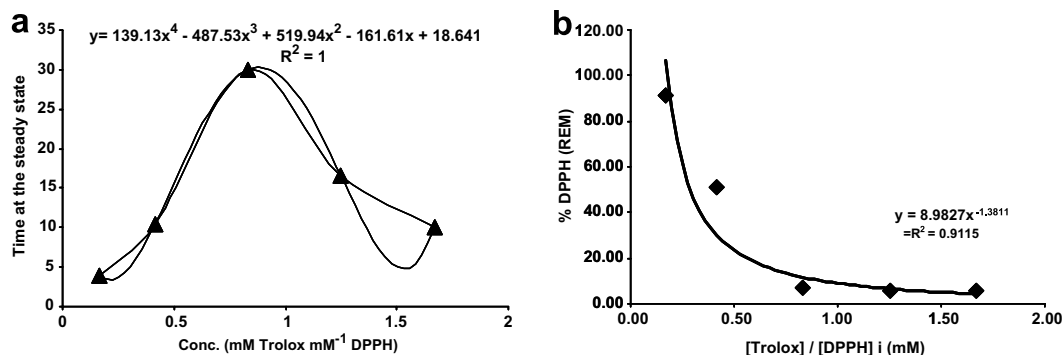 a
y= 139.13x⁴ - 487.53x³ + 519.94x² - 161.61x + 18.641
R² = 1
Time at the steady state
35
30
25
20
15
10
5
0
0 0.5 1 1.5 2
Conc. (mM Trolox mM⁻¹ DPPH)
b
% DPPH (REM)
120.00
100.00
80.00
60.00
40.00
20.00
0.00
y = 8.9827x⁻¹·³⁸¹¹
=R² = 0.9115
0.00 0.50 1.00 1.50 2.00
[Trolox] / [DPPH] i (mM)